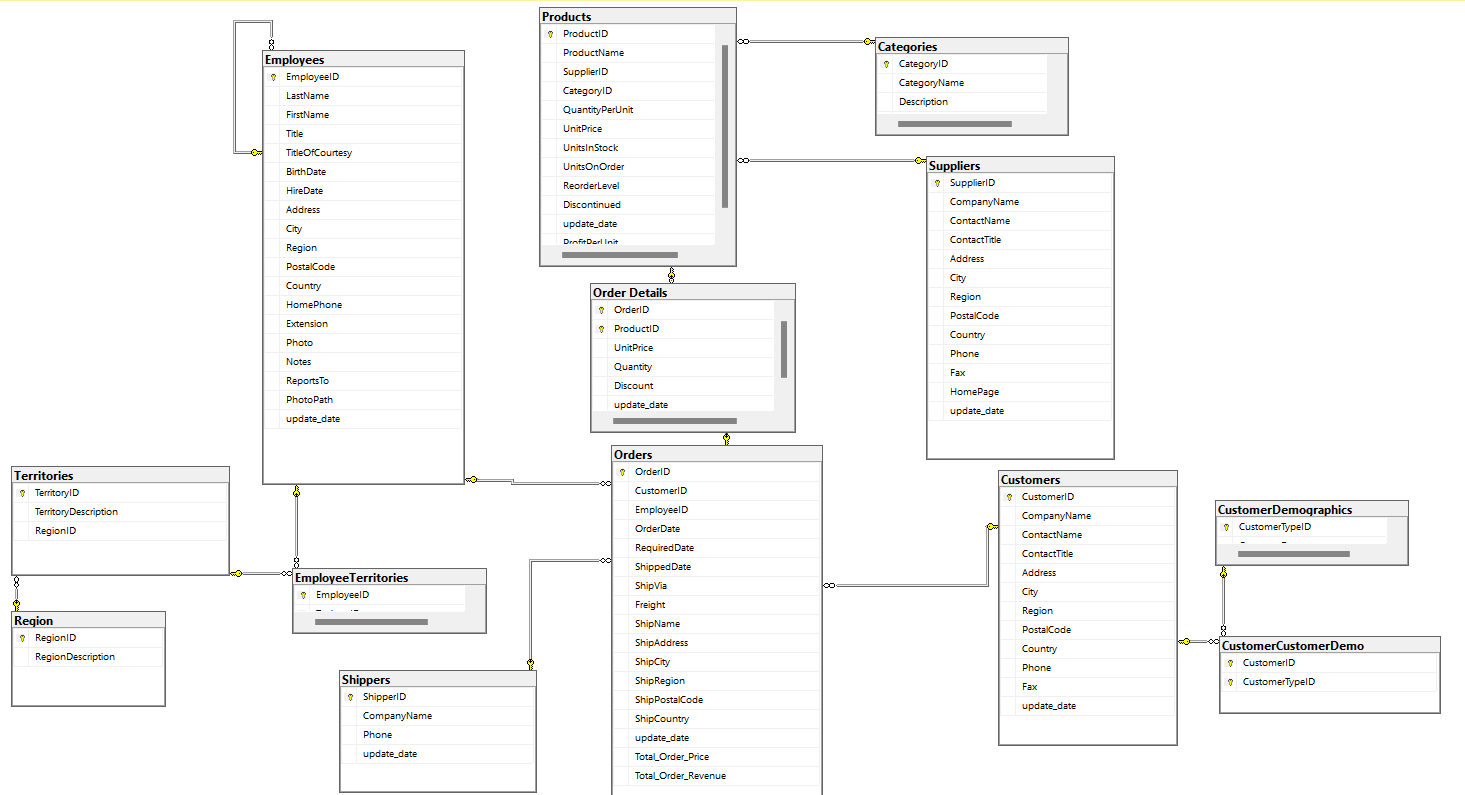 Products
ProductID
ProductName
SupplierID
CategoryID
QuantityPerUnit
UnitPrice
UnitsInStock
UnitsOnOrder
ReorderLevel
Discontinued
update_date
ProfitPerUnit
Categories
CategoryID
CategoryName
Description
Employees
EmployeeID
LastName
FirstName
Title
TitleOfCourtesy
BirthDate
HireDate
Address
City
Region
PostalCode
Country
HomePhone
Extension
Photo
Notes
ReportsTo
PhotoPath
update_date
Suppliers
SupplierID
CompanyName
ContactName
ContactTitle
Address
City
Region
PostalCode
Country
Phone
Fax
HomePage
update_date
Order Details
OrderID
ProductID
UnitPrice
Quantity
Discount
update_date
Orders
OrderID
CustomerID
EmployeeID
OrderDate
RequiredDate
ShippedDate
ShipVia
Freight
ShipName
ShipAddress
ShipCity
ShipRegion
ShipPostalCode
ShipCountry
update_date
Total_Order_Price
Total_Order_Revenue
Territories
TerritoryID
TerritoryDescription
RegionID
Customers
CustomerID
CompanyName
ContactName
ContactTitle
Address
City
Region
PostalCode
Country
Phone
Fax
update_date
CustomerDemographics
CustomerTypeID
EmployeeTerritories
EmployeeID
Region
RegionID
RegionDescription
CustomerCustomerDemo
CustomerID
CustomerTypeID
Shippers
ShipperID
CompanyName
Phone
update_date